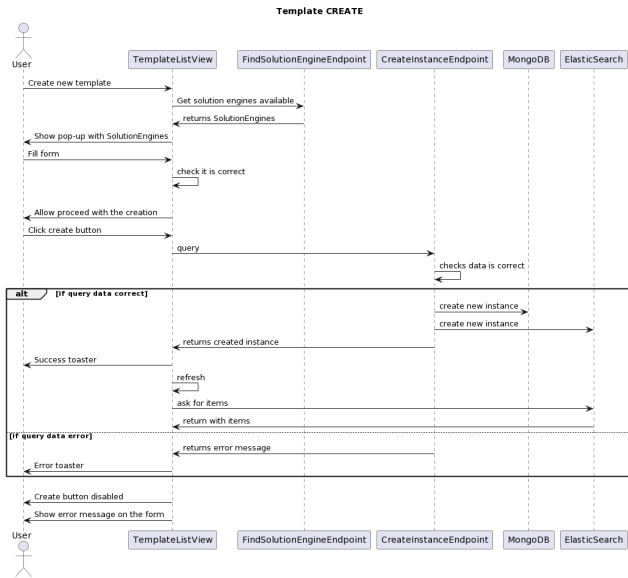 Template CREATE
User
TemplateListView
FindSolutionEngineEndpoint
CreateInstanceEndpoint
MongoDB
ElasticSearch
Create new template
Get solution engines available
returns SolutionEngines
Show pop-up with SolutionEngines
Fill form
check it is correct
Allow proceed with the creation
Click create button
query
checks data is correct
alt [if query data correct]
create new instance
create new instance
returns created instance
Success toaster
refresh
ask for items
return with items
[if query data error]
returns error message
Error toaster
Create button disabled
Show error message on the form
User
TemplateListView
FindSolutionEngineEndpoint
CreateInstanceEndpoint
MongoDB
ElasticSearch